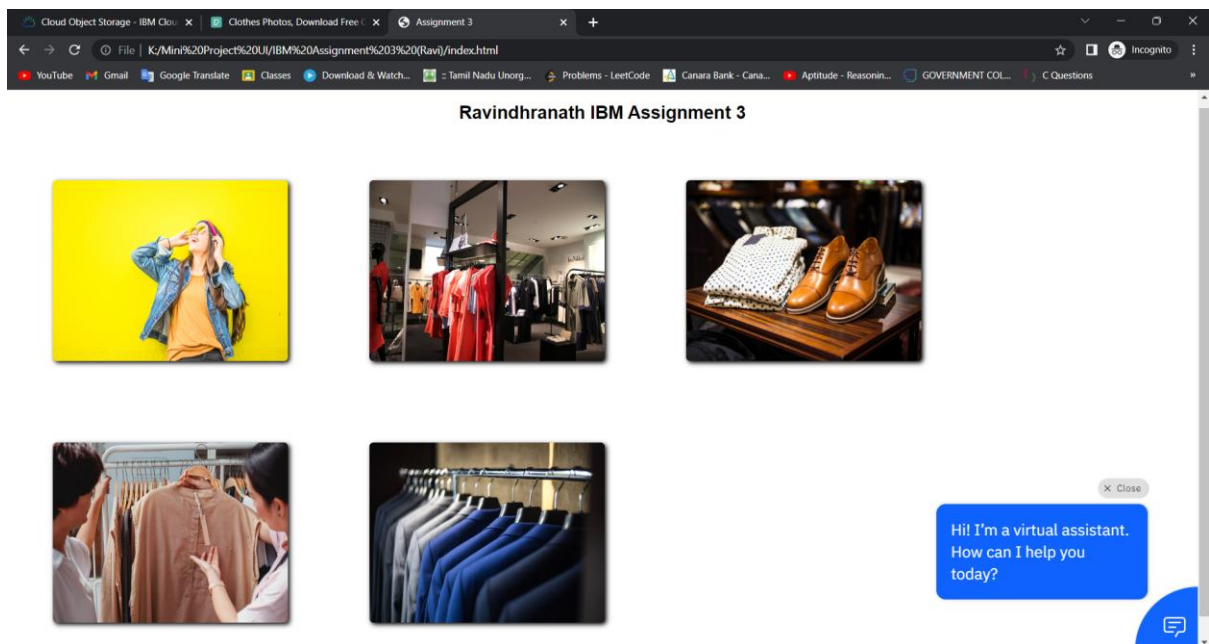 Cloud Object Storage - IBM Clou
Clothes Photos, Download Free C
Assignment 3
File | K:/Mini%20Project%20UI/IBM%20Assignment%203%20(Ravi)/index.html
Incognito
YouTube
Gmail
Google Translate
Classes
Download & Watch...
:: Tamil Nadu Unorg...
Problems - LeetCode
Canara Bank - Cana...
Aptitude - Reasonin...
GOVERNMENT COL...
C Questions
»
Ravindhranath IBM Assignment 3
× Close
Hi! I'm a virtual assistant.
How can I help you
today?